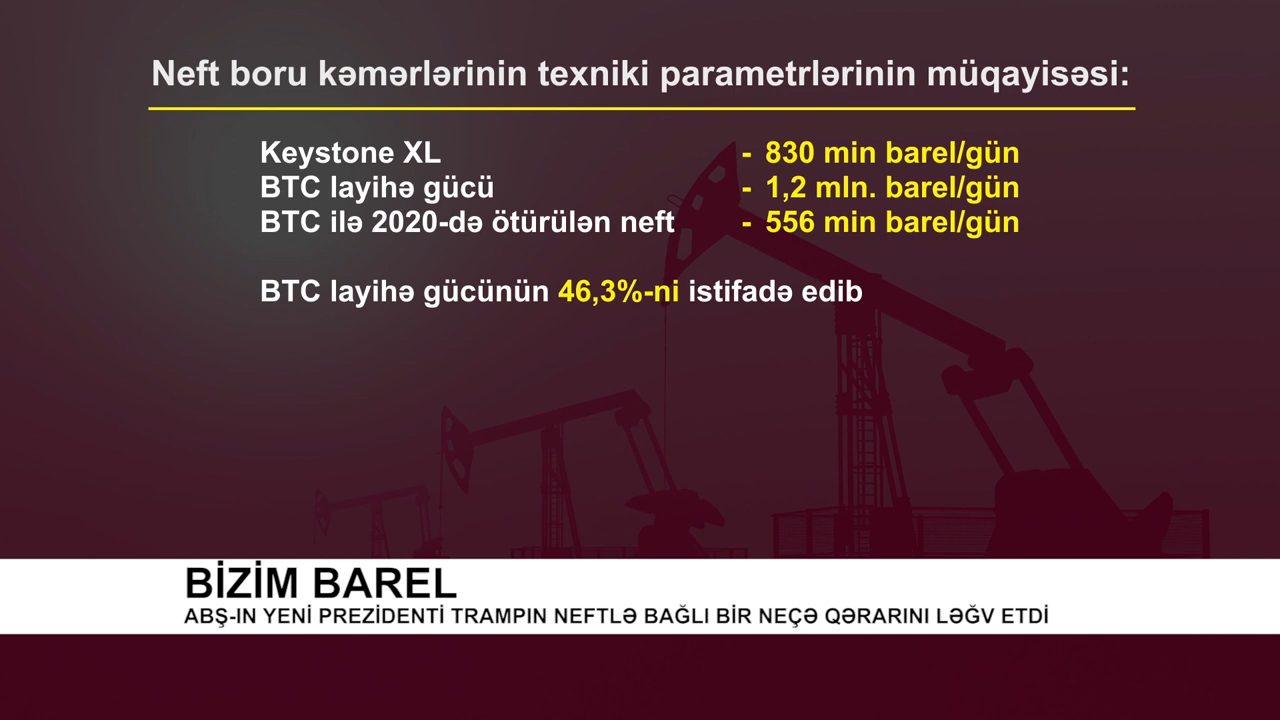 Neft boru kəmərlərinin texniki parametrlərinin müqayisəsi:
Keystone XL - 830 min barel/gün
BTC layihə gücü - 1,2 mln. barel/gün
BTC ilə 2020-də ötürülən neft - 556 min barel/gün
BTC layihə gücünün 46,3%-ni istifadə edib
BİZİM BAREL
ABŞ-IN YENİ PREZİDENTİ TRAMPIN NEFTLƏ BAĞLI BİR NEÇƏ QƏRARINI LƏĞV ETDİ